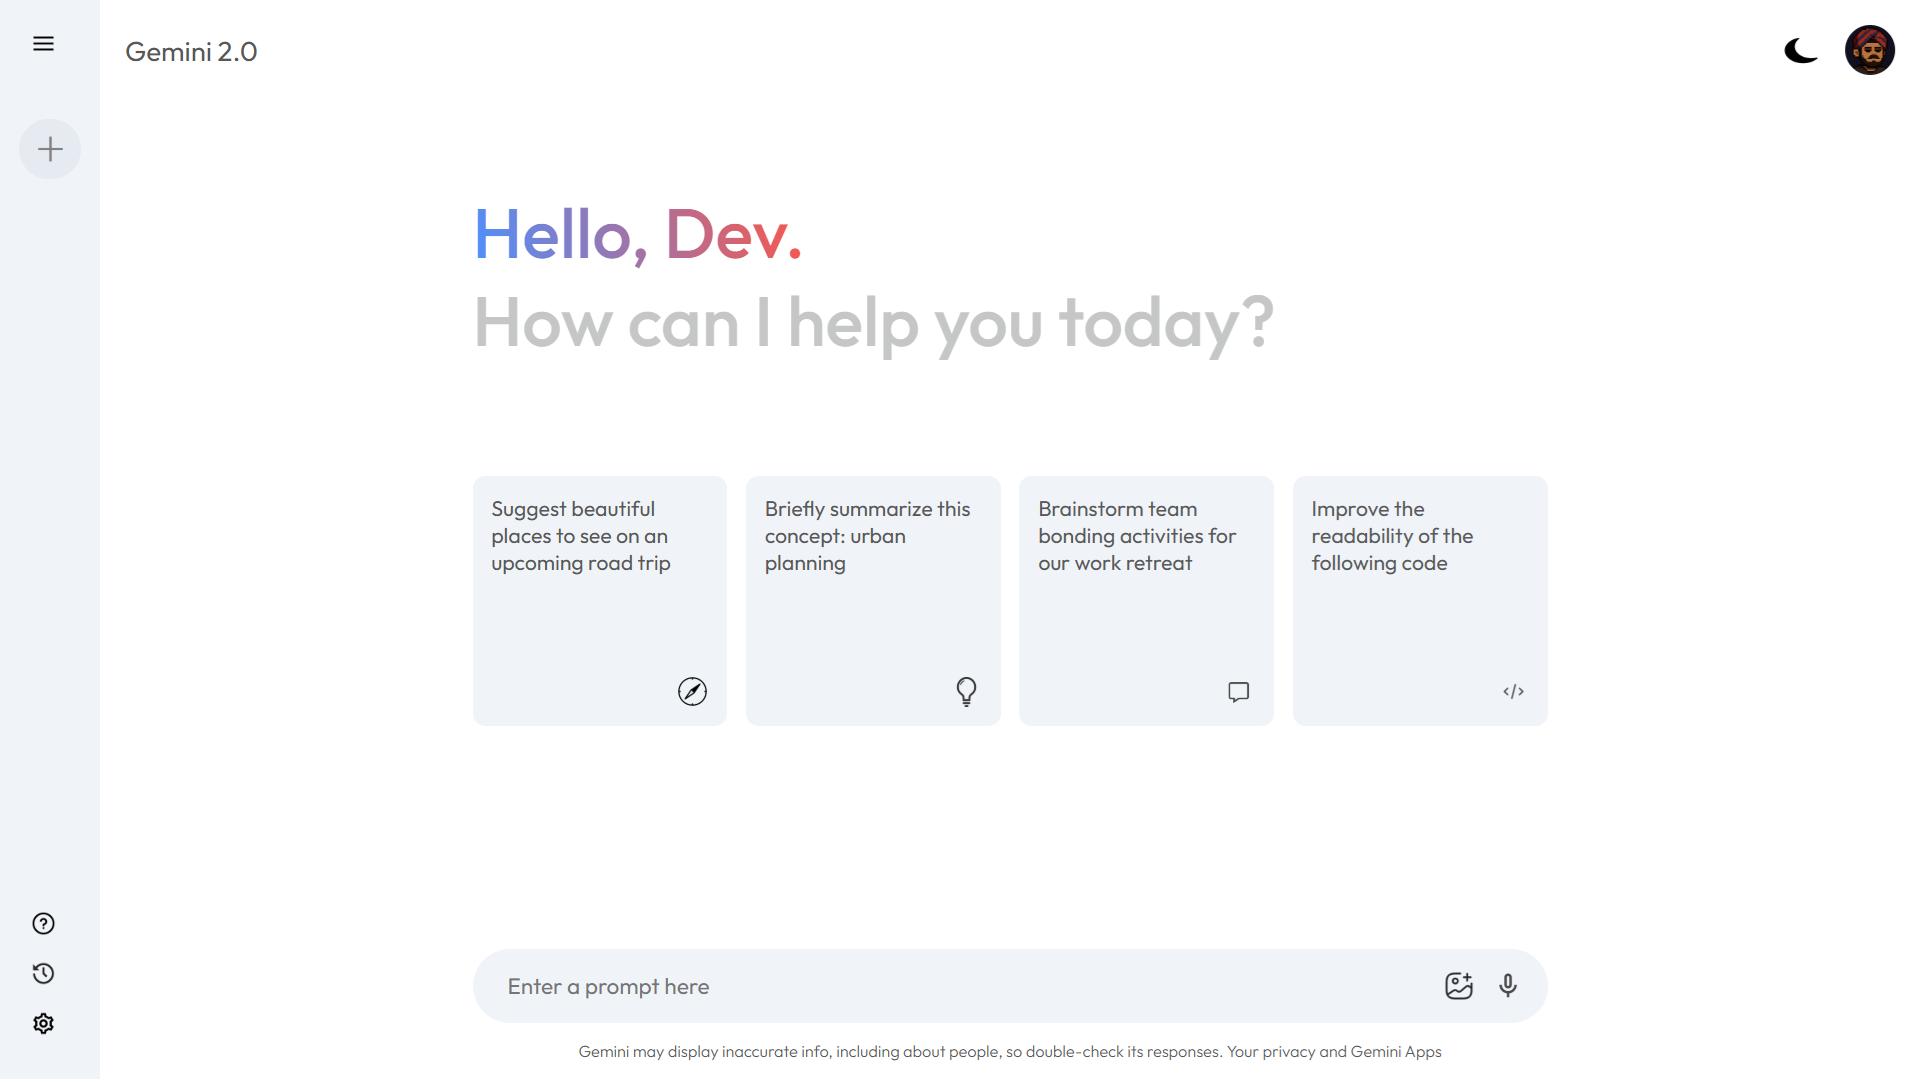 Gemini 2.0
Hello, Dev.
How can I help you today?
Suggest beautiful
places to see on an
upcoming road trip
Briefly summarize this
concept: urban
planning
Brainstorm team
bonding activities for
our work retreat
Improve the
readability of the
following code
Enter a prompt here
Gemini may display inaccurate info, including about people, so double-check its responses. Your privacy and Gemini Apps